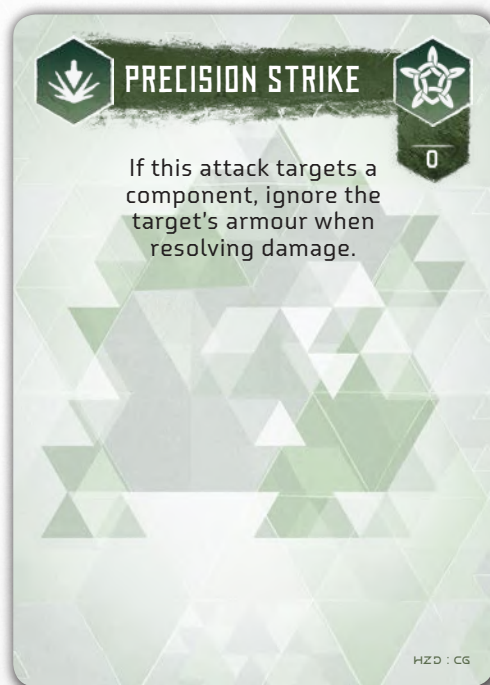 PRECISION STRIKE
0
If this attack targets a
component, ignore the
target's armour when
resolving damage.
HZD : CG